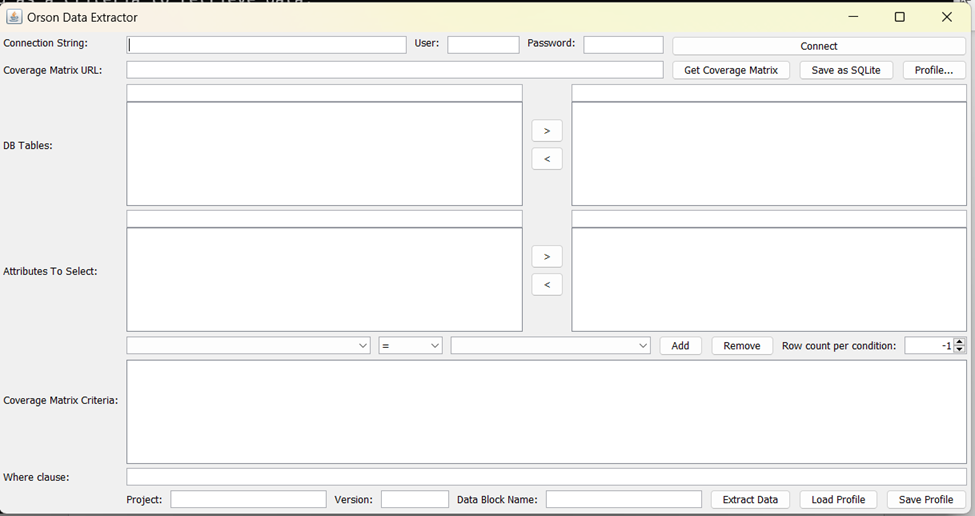 Orson Data Extractor
Connection String: User: Password: Connect
Coverage Matrix URL: Get Coverage Matrix Save as SQLite Profile...
DB Tables:
>
<
Attributes To Select:
>
<
= Add Remove Row count per condition: -1
Coverage Matrix Criteria:
Where clause:
Project: Version: Data Block Name: Extract Data Load Profile Save Profile